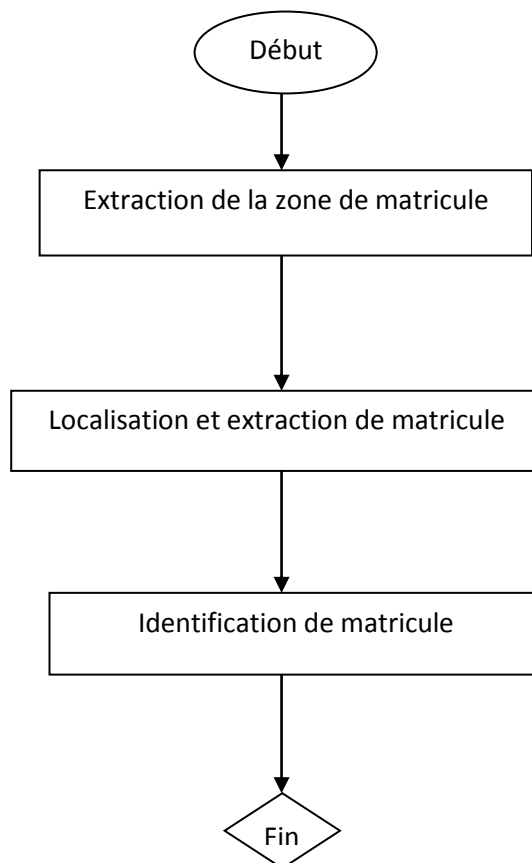 Début
Extraction de la zone de matricule
Localisation et extraction de matricule
Identification de matricule
Fin